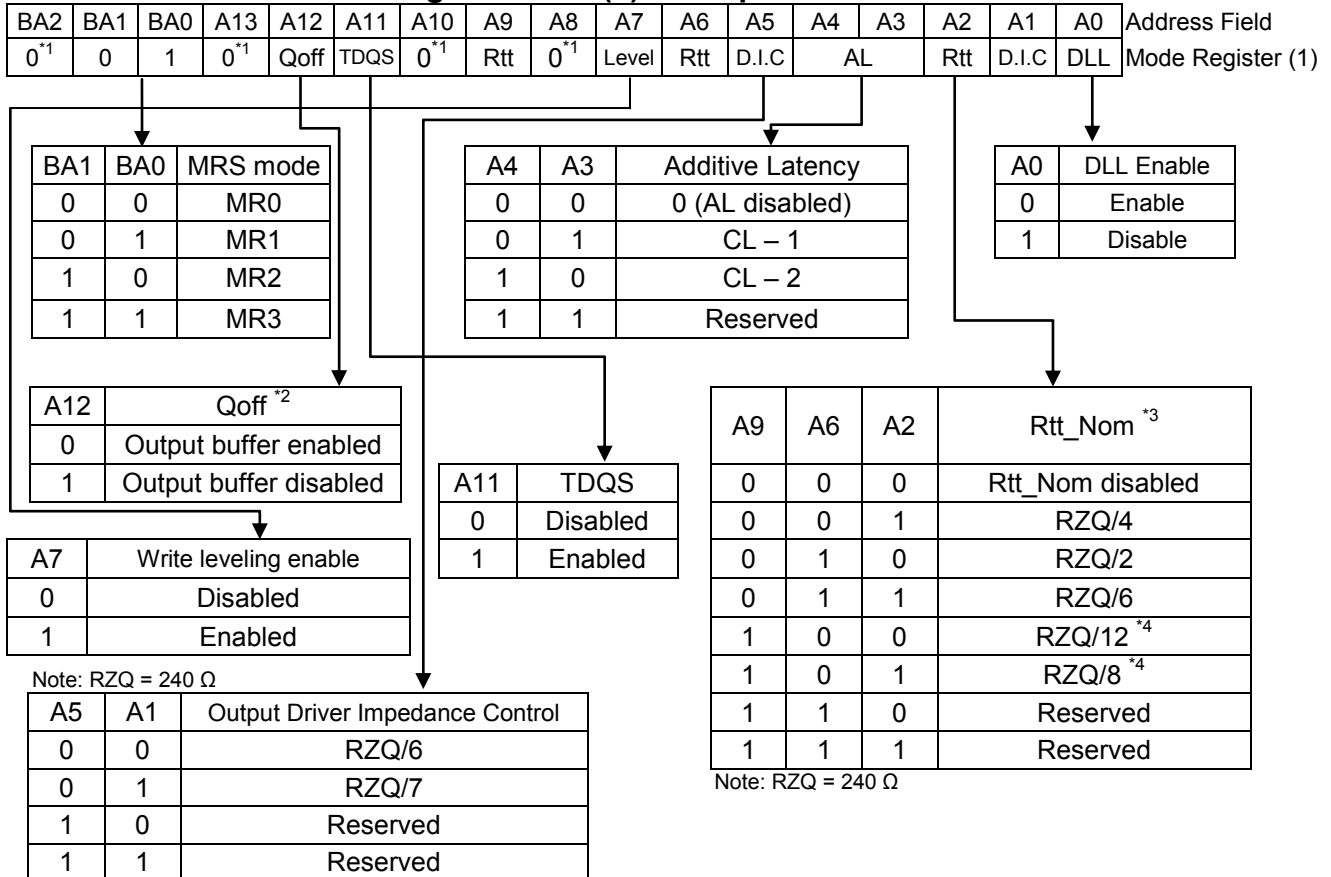 BA2 BA1 BA0 A13 A12 A11 A10 A9 A8 A7 A6 A5 A4 A3 A2 A1 A0 Address Field
0*1 0 1 0*1 Qoff TDQS 0*1 Rtt 0*1 Level Rtt D.I.C AL Rtt D.I.C DLL Mode Register (1)
BA1 BA0 MRS mode
0 0 MR0
0 1 MR1
1 0 MR2
1 1 MR3
A4 A3 Additive Latency
0 0 0 (AL disabled)
0 1 CL – 1
1 0 CL – 2
1 1 Reserved
A0 DLL Enable
0 Enable
1 Disable
A12 Qoff *2
0 Output buffer enabled
1 Output buffer disabled
A11 TDQS
0 Disabled
1 Enabled
A9 A6 A2 Rtt_Nom *3
0 0 0 Rtt_Nom disabled
0 0 1 RZQ/4
0 1 0 RZQ/2
0 1 1 RZQ/6
1 0 0 RZQ/12 *4
1 0 1 RZQ/8 *4
1 1 0 Reserved
1 1 1 Reserved
Note: RZQ = 240 Ω
A7 Write leveling enable
0 Disabled
1 Enabled
Note: RZQ = 240 Ω
A5 A1 Output Driver Impedance Control
0 0 RZQ/6
0 1 RZQ/7
1 0 Reserved
1 1 Reserved